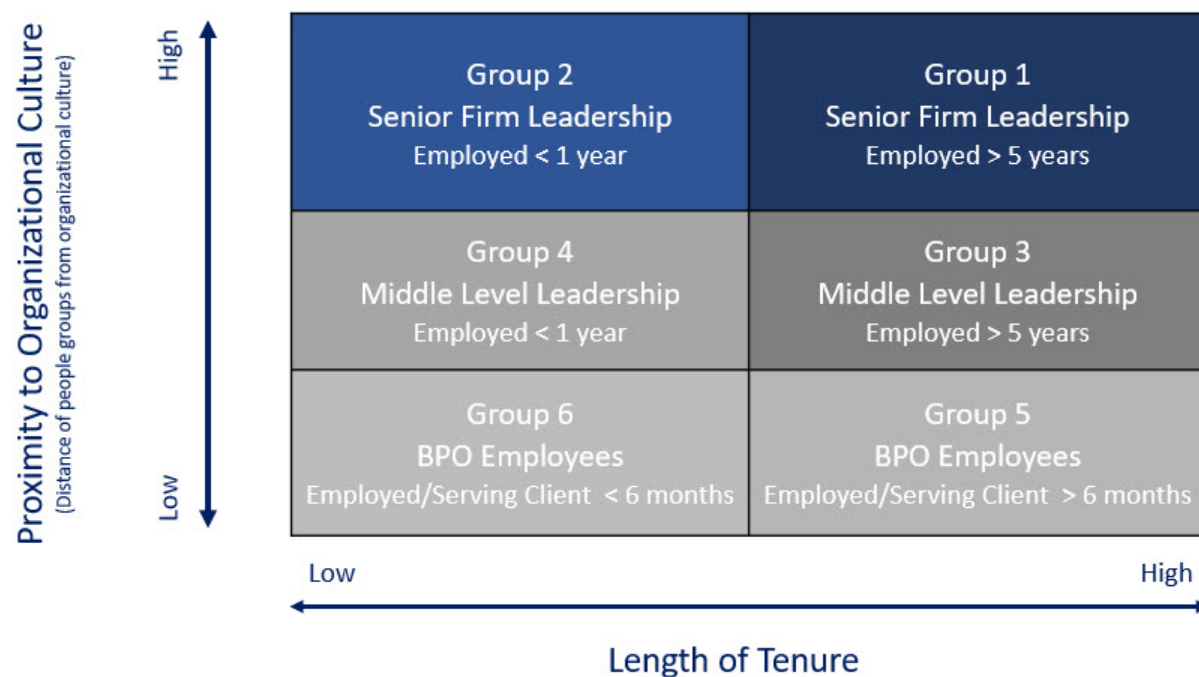 Proximity to Organizational Culture
(Distance of people groups from organizational culture)
High
Low
Group 2
Senior Firm Leadership
Employed < 1 year
Group 1
Senior Firm Leadership
Employed > 5 years
Group 4
Middle Level Leadership
Employed < 1 year
Group 3
Middle Level Leadership
Employed > 5 years
Group 6
BPO Employees
Employed/Serving Client < 6 months
Group 5
BPO Employees
Employed/Serving Client > 6 months
Low
High
Length of Tenure